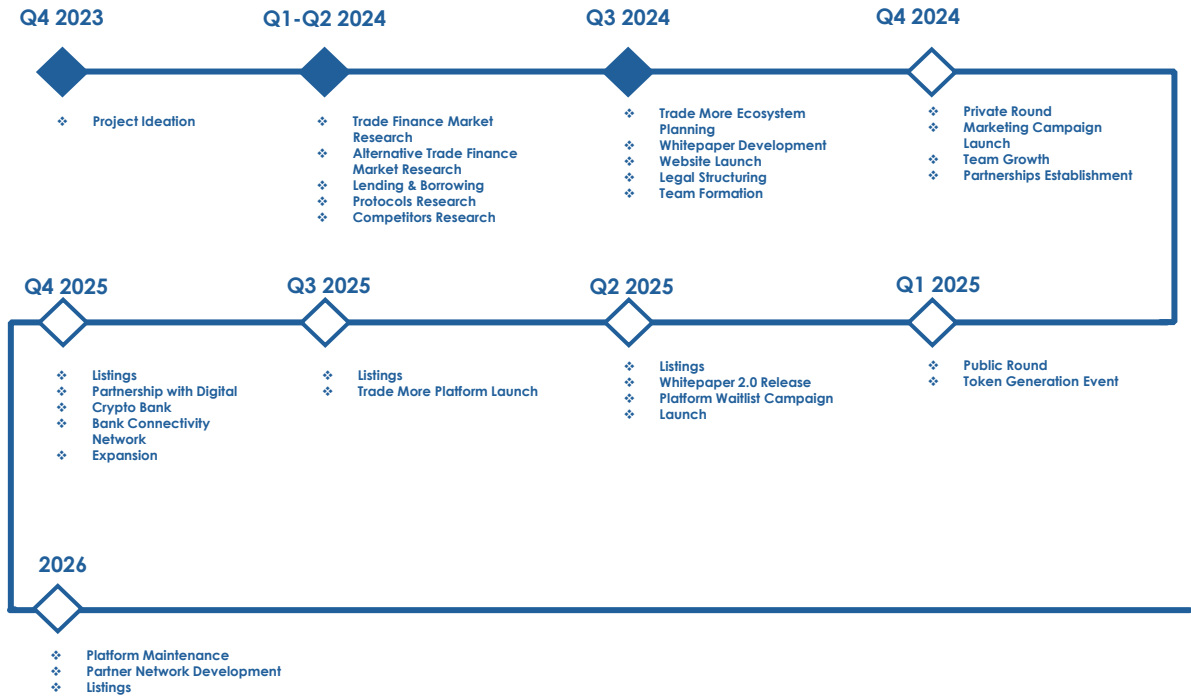 Q4 2023
Project Ideation
Q1-Q2 2024
Trade Finance Market
Research
Alternative Trade Finance
Market Research
Lending & Borrowing
Protocols Research
Competitors Research
Q3 2024
Trade More Ecosystem
Planning
Whitepaper Development
Website Launch
Legal Structuring
Team Formation
Q4 2024
Private Round
Marketing Campaign
Launch
Team Growth
Partnerships Establishment
Q1 2025
Public Round
Token Generation Event
Q2 2025
Listings
Whitepaper 2.0 Release
Platform Waitlist Campaign
Launch
Q3 2025
Listings
Trade More Platform Launch
Q4 2025
Listings
Partnership with Digital
Crypto Bank
Bank Connectivity
Network
Expansion
2026
Platform Maintenance
Partner Network Development
Listings